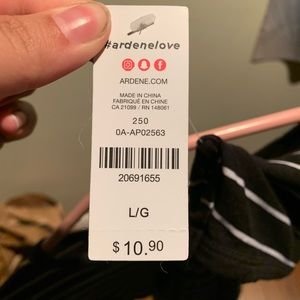 #ardenelove
ARDENE.COM
MADE IN CHINA
FABRIQUÉ EN CHINE
CA 21099 / RN 148061
250
0A-AP02563
20691655
L/G
$10.90